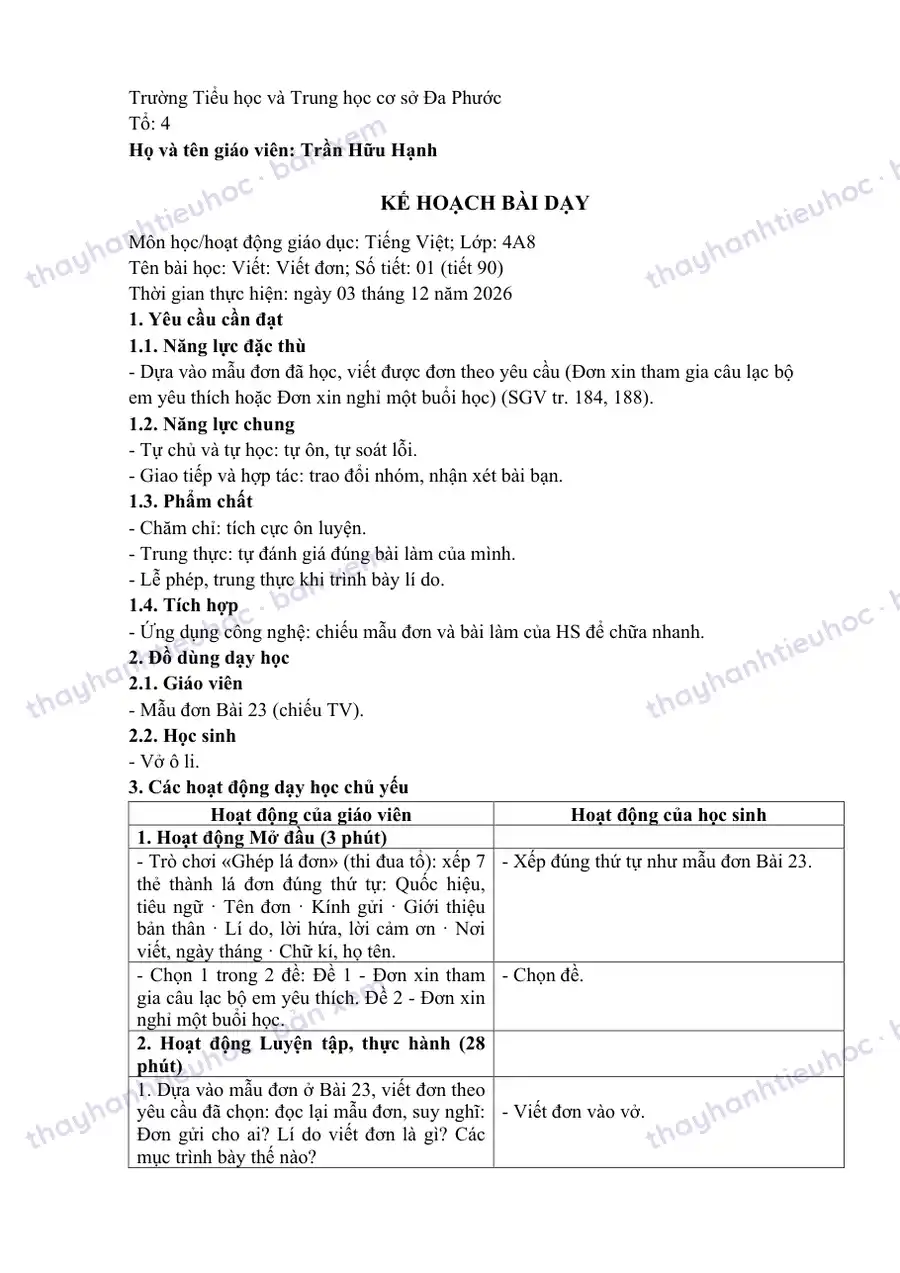 Trường Tiểu học và Trung học cơ sở Đa Phước
Tổ: 4
Họ và tên giáo viên: Trần Hữu Hạnh
KẾ HOẠCH BÀI DẠY
Môn học/hoạt động giáo dục: Tiếng Việt; Lớp: 4A8
Tên bài học: Viết: Viết đơn; Số tiết: 01 (tiết 90)
Thời gian thực hiện: ngày 03 tháng 12 năm 2026
1. Yêu cầu cần đạt
1.1. Năng lực đặc thù
- Dựa vào mẫu đơn đã học, viết được đơn theo yêu cầu (Đơn xin tham gia câu lạc bộ
em yêu thích hoặc Đơn xin nghỉ một buổi học) (SGV tr. 184, 188).
1.2. Năng lực chung
- Tự chủ và tự học: tự ôn, tự soát lỗi.
- Giao tiếp và hợp tác: trao đổi nhóm, nhận xét bài bạn.
1.3. Phẩm chất
- Chăm chỉ: tích cực ôn luyện.
- Trung thực: tự đánh giá đúng bài làm của mình.
- Lễ phép, trung thực khi trình bày lí do.
1.4. Tích hợp
- Ứng dụng công nghệ: chiếu mẫu đơn và bài làm của HS để chữa nhanh.
2. Đồ dùng dạy học
2.1. Giáo viên
- Mẫu đơn Bài 23 (chiếu TV).
2.2. Học sinh
- Vở ô li.
3. Các hoạt động dạy học chủ yếu
Hoạt động của giáo viên
Hoạt động của học sinh
1. Hoạt động Mở đầu (3 phút)
- Trò chơi «Ghép lá đơn» (thi đua tổ): xếp 7
thẻ thành lá đơn đúng thứ tự: Quốc hiệu,
tiêu ngữ · Tên đơn · Kính gửi · Giới thiệu
bản thân · Lí do, lời hứa, lời cảm ơn · Nơi
viết, ngày tháng · Chữ kí, họ tên.
- Xếp đúng thứ tự như mẫu đơn Bài 23.
- Chọn 1 trong 2 đề: Đề 1 - Đơn xin tham
gia câu lạc bộ em yêu thích. Đề 2 - Đơn xin
nghỉ một buổi học.
- Chọn đề.
2. Hoạt động Luyện tập, thực hành (28
phút)
1. Dựa vào mẫu đơn ở Bài 23, viết đơn theo
yêu cầu đã chọn: đọc lại mẫu đơn, suy nghĩ:
Đơn gửi cho ai? Lí do viết đơn là gì? Các
mục trình bày thế nào?
- Viết đơn vào vở.
thayhanhtieuhoc · bản xem
thayhanhtieuhoc · b
thayhanhtieuhoc · bản xem
thayhanhtieuhoc · b
thayhanhtieuhoc · bản xem
thayhanhtieuhoc · b